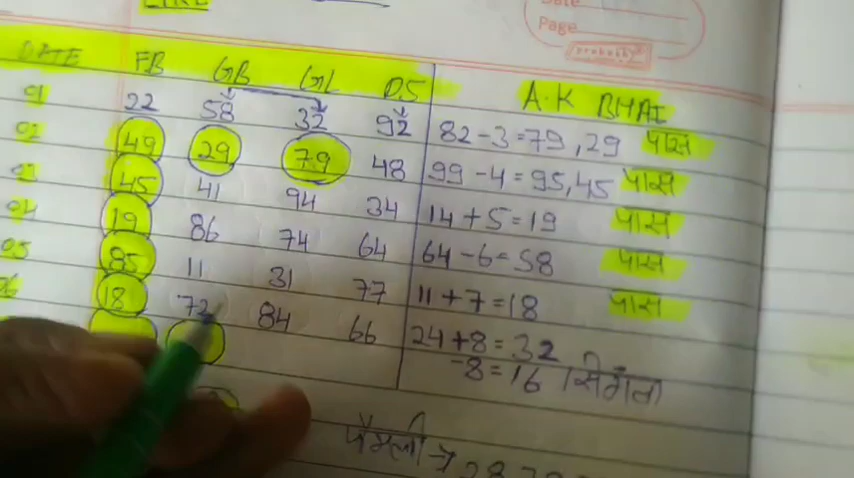 Date
Page
DATE FB GB GL DS A.K BHAI
01 22 58 32 92 82-3=79,29 पास
02 49 29 79 48 99-4=95,45 पास
03 45 41 94 34 14+5=19 पास
04 19 86 74 64 64-6=58 पास
05 85 11 31 77 11+7=18 पास
06 18 72 84 66 24+8=32
-8=16
फैमली→